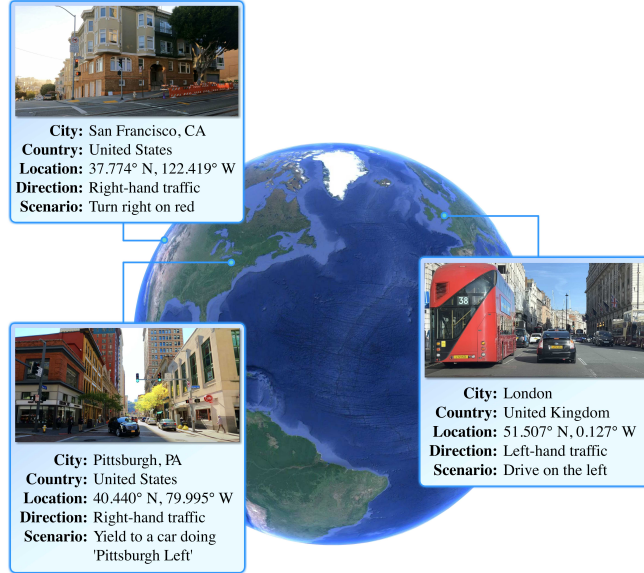 City: San Francisco, CA
Country: United States
Location: 37.774° N, 122.419° W
Direction: Right-hand traffic
Scenario: Turn right on red
38
City: London
Country: United Kingdom
Location: 51.507° N, 0.127° W
Direction: Left-hand traffic
Scenario: Drive on the left
City: Pittsburgh, PA
Country: United States
Location: 40.440° N, 79.995° W
Direction: Right-hand traffic
Scenario: Yield to a car doing
'Pittsburgh Left'